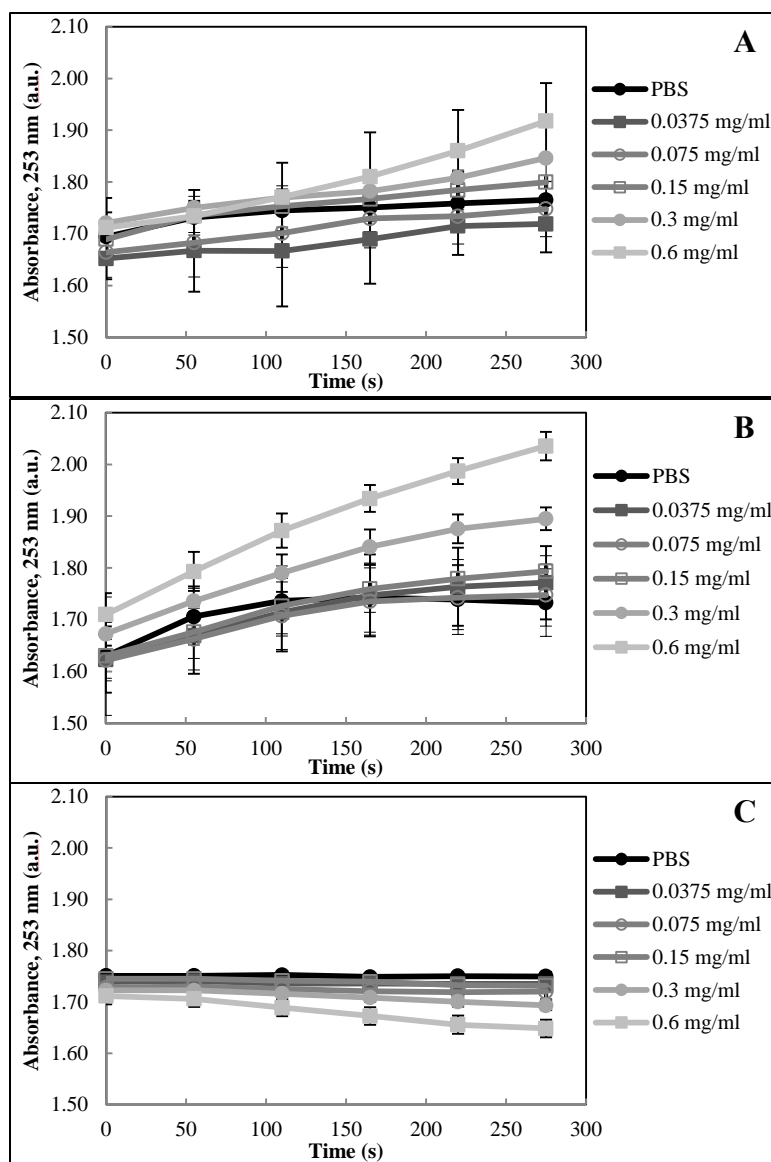 A
Absorbance, 253 nm (a.u.)
2.10
2.00
1.90
1.80
1.70
1.60
1.50
0 50 100 150 200 250 300
Time (s)
PBS
0.0375 mg/ml
0.075 mg/ml
0.15 mg/ml
0.3 mg/ml
0.6 mg/ml
B
Absorbance, 253 nm (a.u.)
2.10
2.00
1.90
1.80
1.70
1.60
1.50
0 50 100 150 200 250 300
Time (s)
PBS
0.0375 mg/ml
0.075 mg/ml
0.15 mg/ml
0.3 mg/ml
0.6 mg/ml
C
Absorbance, 253 nm (a.u.)
2.10
2.00
1.90
1.80
1.70
1.60
1.50
0 50 100 150 200 250 300
Time (s)
PBS
0.0375 mg/ml
0.075 mg/ml
0.15 mg/ml
0.3 mg/ml
0.6 mg/ml